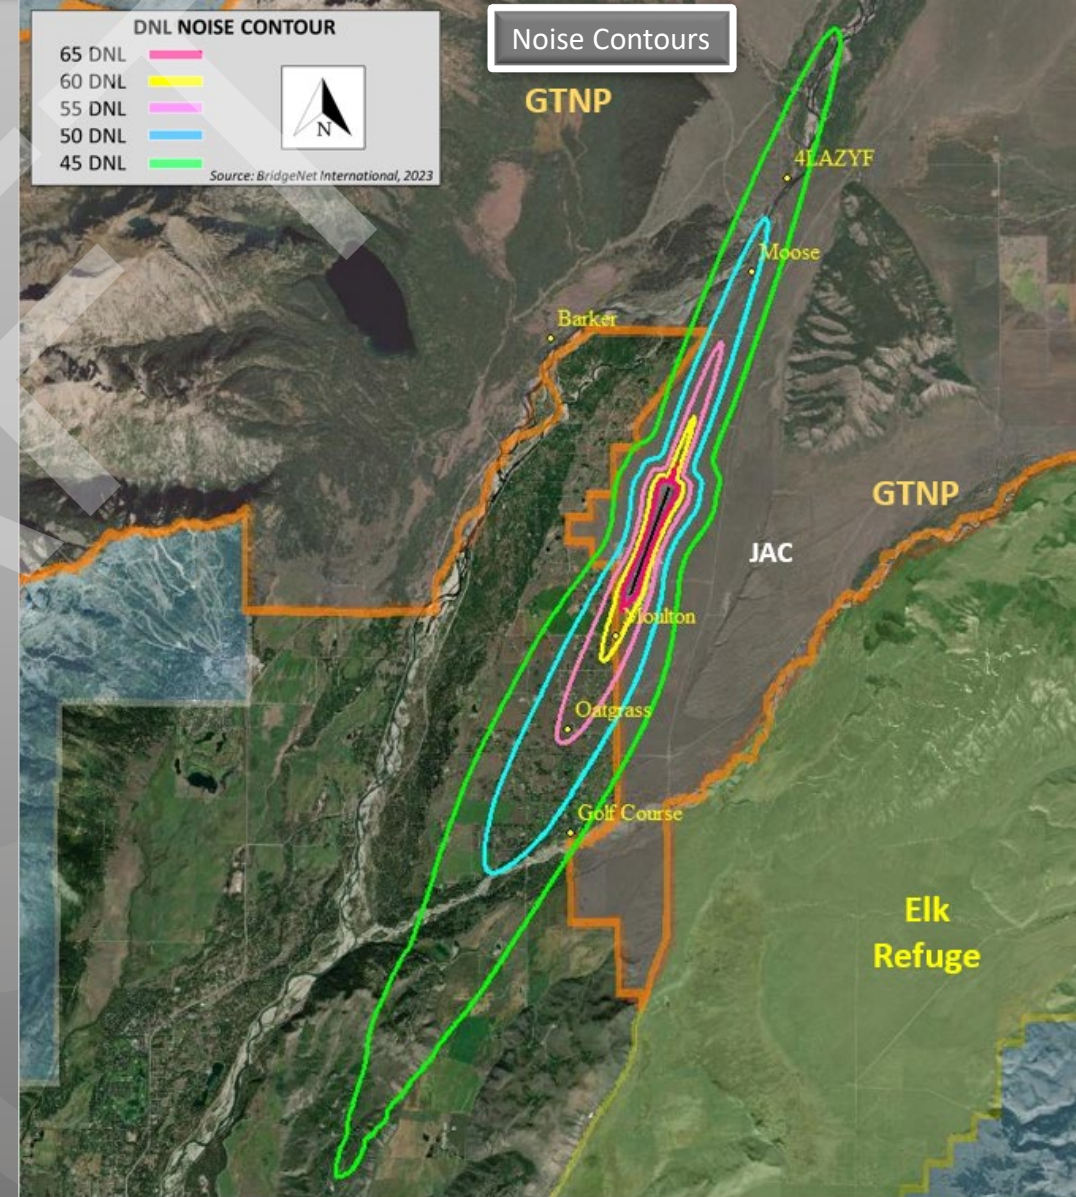 Noise Contours
DNL NOISE CONTOUR
65 DNL
60 DNL
55 DNL
50 DNL
45 DNL
N
Source: BridgeNet International, 2023
GTNP
4LAZYF
Moose
Barker
GTNP
JAC
Moulton
Oatgrass
Golf Course
Elk
Refuge